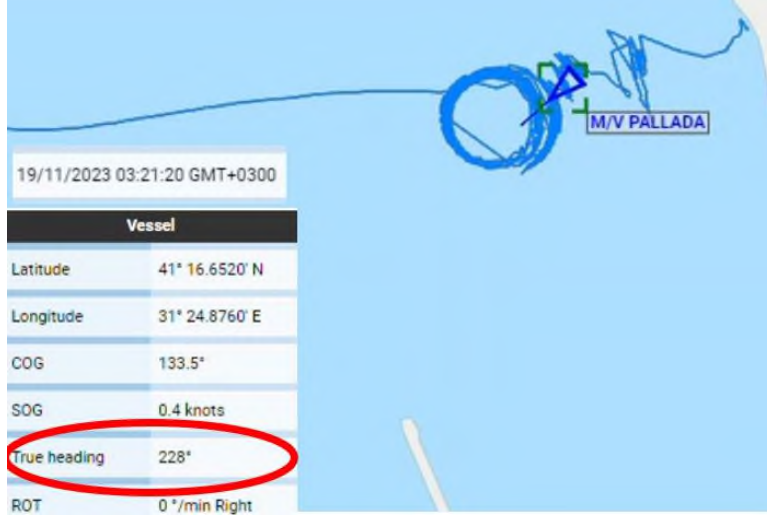 M/V PALLADA
19/11/2023 03:21:20 GMT+0300
Vessel
Latitude 41° 16.6520' N
Longitude 31° 24.8760' E
COG 133.5°
SOG 0.4 knots
True heading 228°
ROT 0 °/min Right